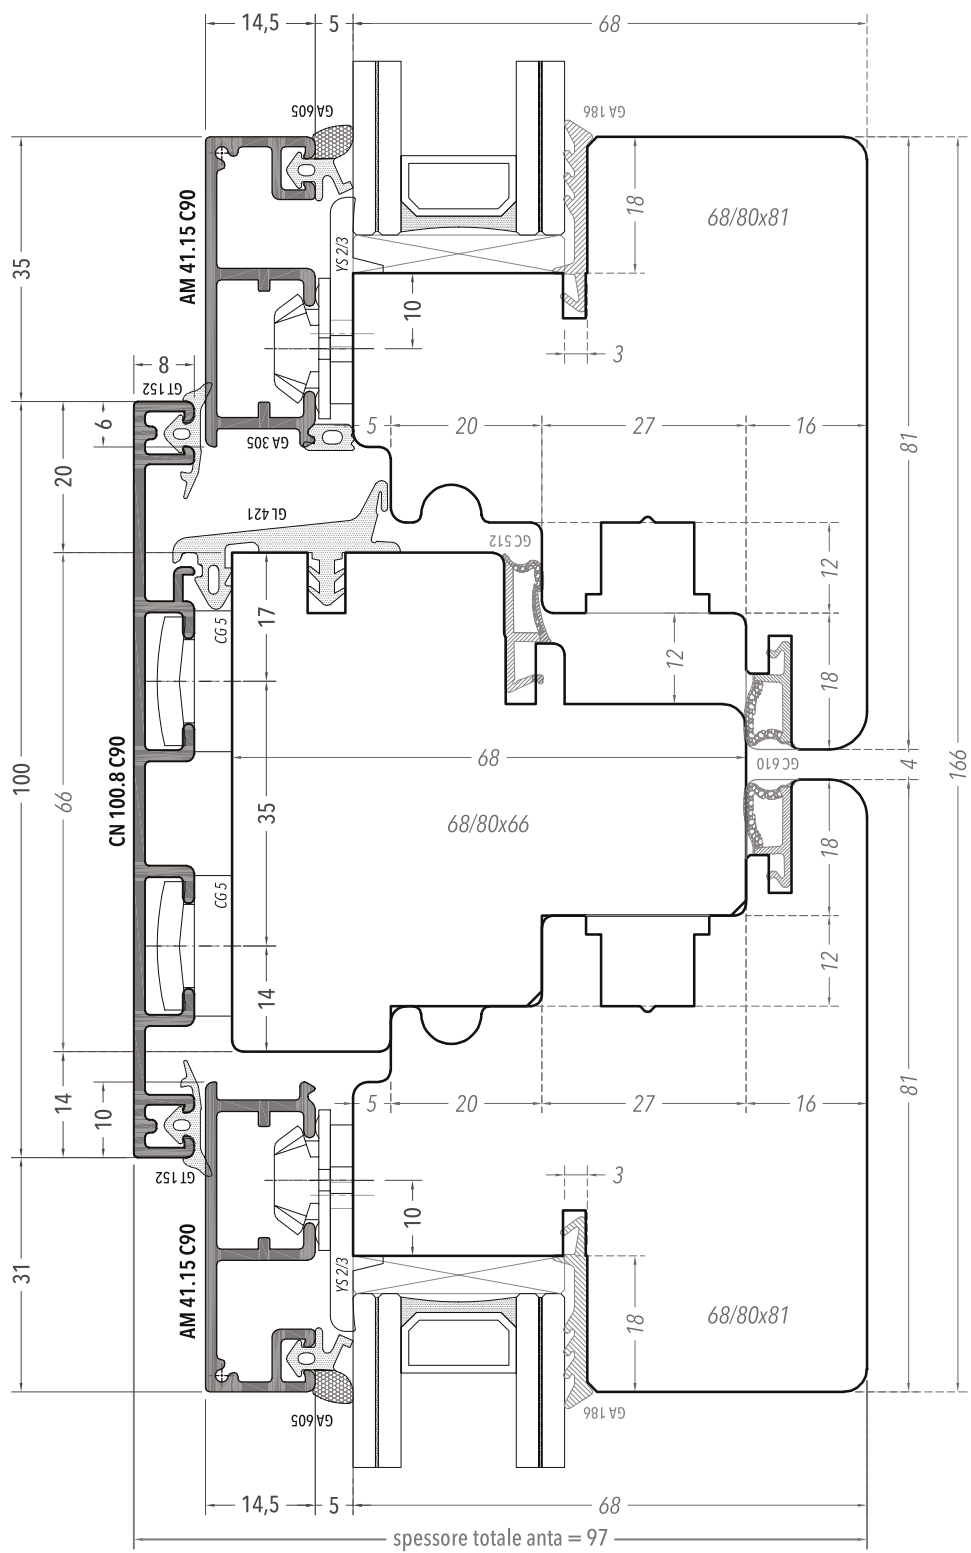 14,5
5
68
GA 605
GA 186
AM 41.15 C90
18
68/80x81
YS 2/3
35
10
3
8
GT 152
6
GA 305
5
20
27
16
81
20
GL 421
GC 512
12
17
CG 5
12
18
CN 100.8 C90
100
66
68
GC 610
4
166
35
68/80x66
18
CG 5
12
14
14
10
5
20
27
16
81
GT 152
3
10
AM 41.15 C90
31
YS 2/3
18
68/80x81
GA 605
GA 186
14,5
5
68
spessore totale anta = 97